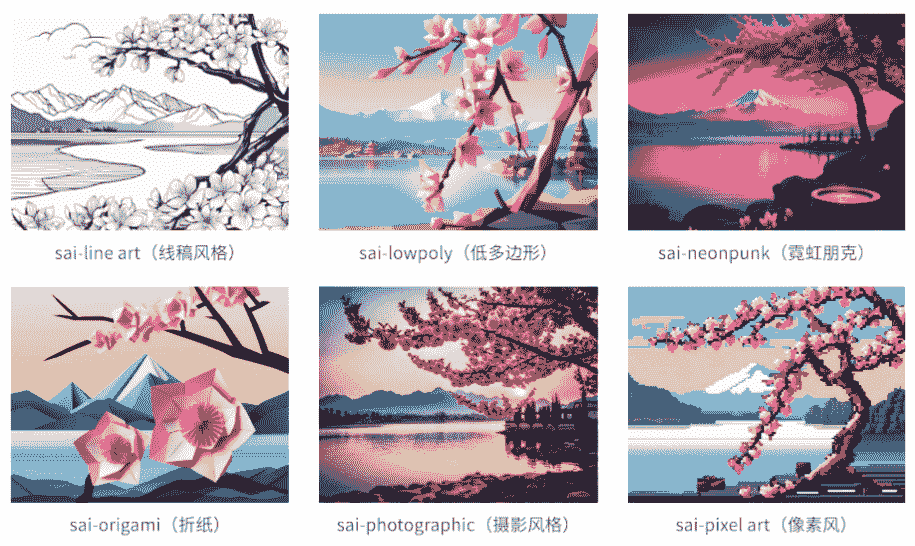 sai-line art（线稿风格）
sai-lowpoly（低多边形）
sai-neonpunk（霓虹朋克）
sai-origami（折纸）
sai-photographic（摄影风格）
sai-pixel art（像素风）